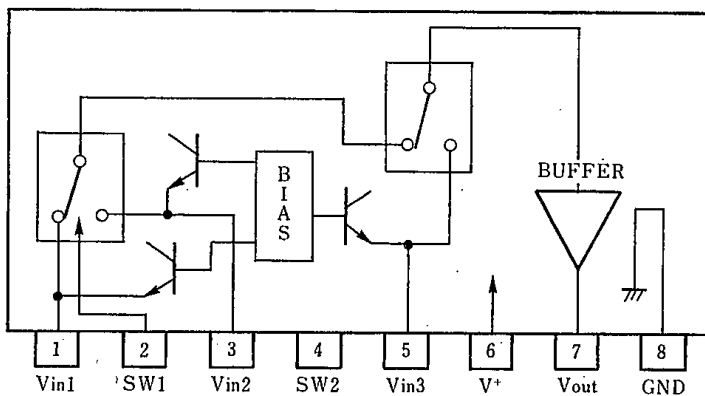 BIAS
BUFFER
1 2 3 4 5 6 7 8
Vin1 SW1 Vin2 SW2 Vin3 V+ Vout GND